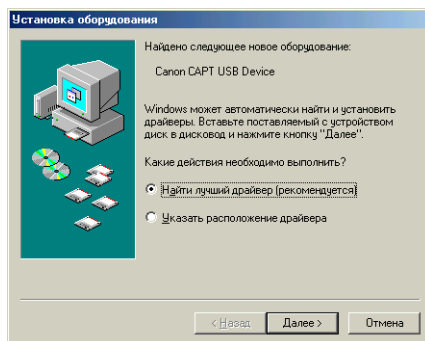 Установка оборудования
Найдено следующее новое оборудование:
Canon CAPT USB Device
Windows может автоматически найти и установить
драйверы. Вставьте поставляемый с устройством
диск в дисковод и нажмите кнопку "Далее".
Какие действия необходимо выполнить?
Найти лучший драйвер (рекомендуется)
Указать расположение драйвера
< Назад
Далее >
Отмена